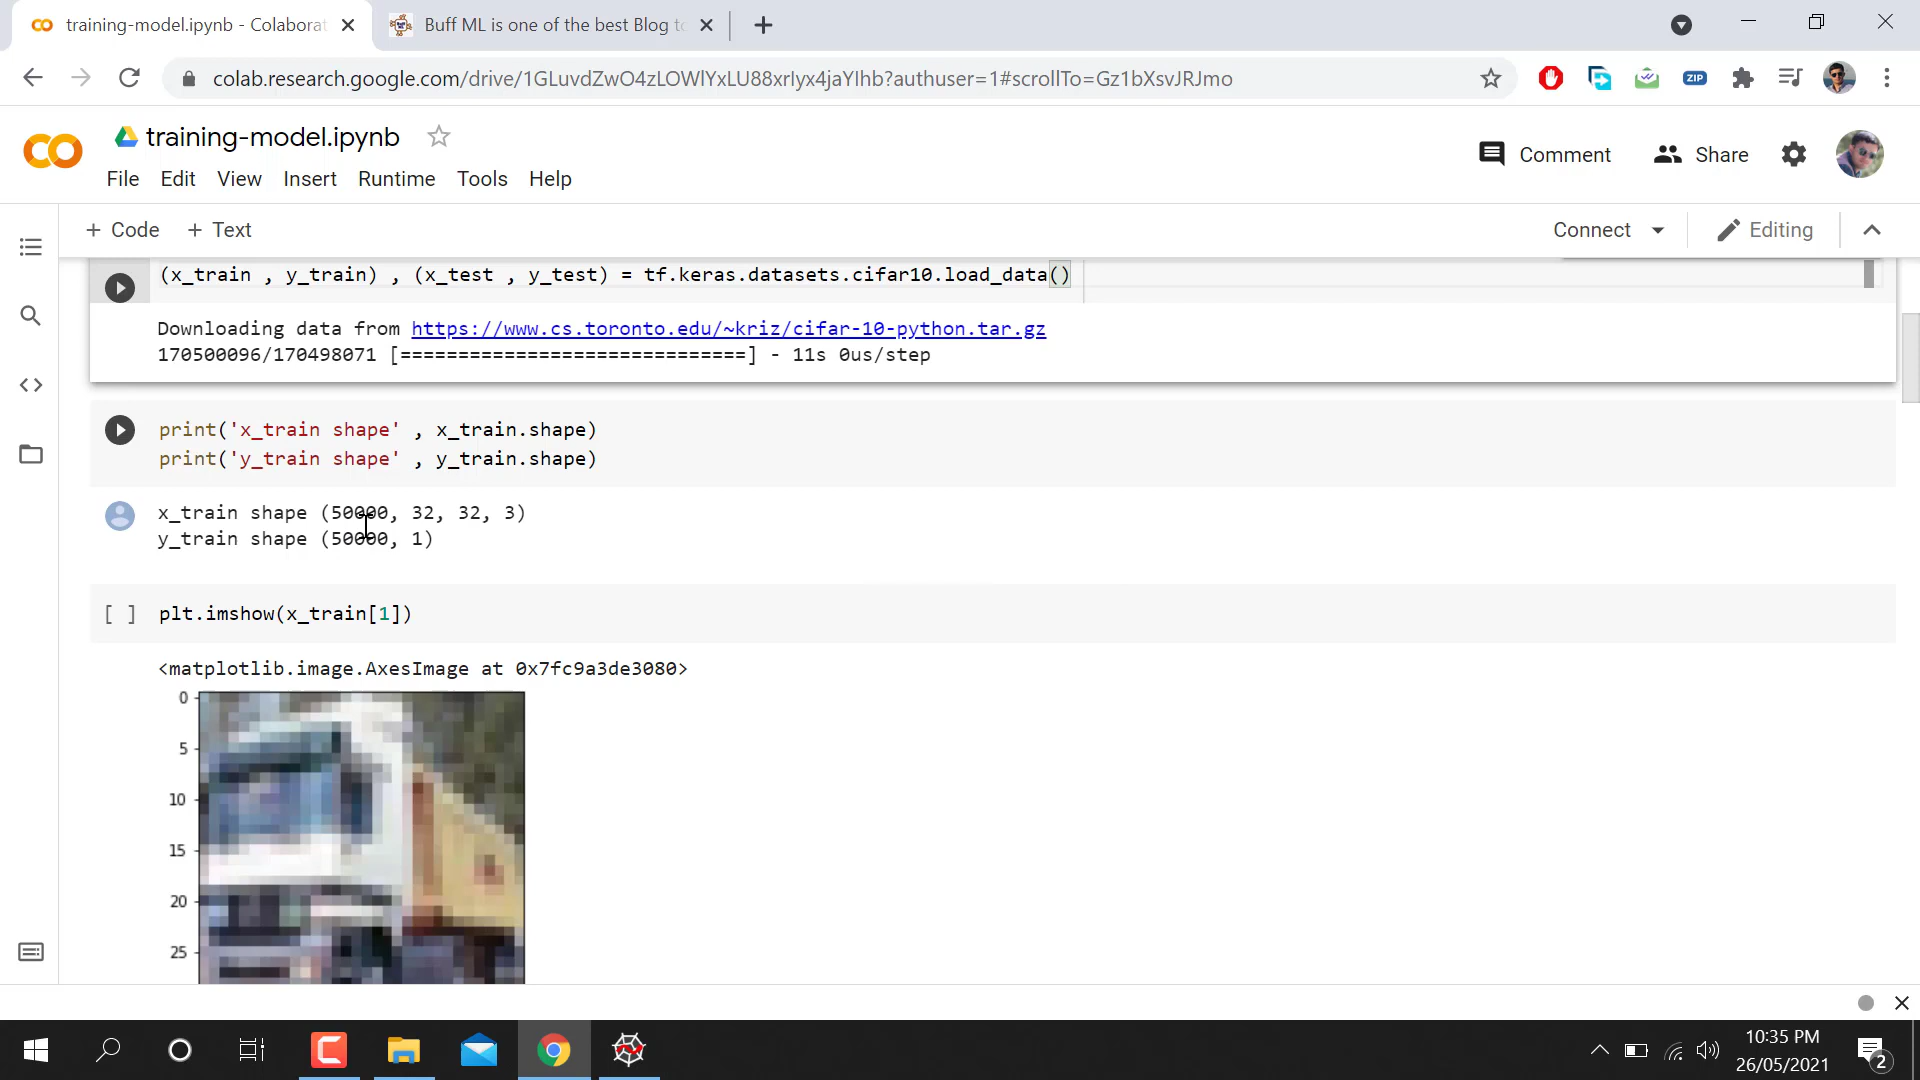 training-model.ipynb - Colaborat
Buff ML is one of the best Blog to
colab.research.google.com/drive/1GLuvdZwO4zLOWlYxLU88xrIyx4jaYIhb?authuser=1#scrollTo=Gz1bXsvJRJmo
ZIP
training-model.ipynb
Comment
Share
File Edit View Insert Runtime Tools Help
+ Code + Text
Connect
Editing
(x_train , y_train) , (x_test , y_test) = tf.keras.datasets.cifar10.load_data()
Downloading data from https://www.cs.toronto.edu/~kriz/cifar-10-python.tar.gz
170500096/170498071 [==============================] - 11s 0us/step
print('x_train shape' , x_train.shape)
print('y_train shape' , y_train.shape)
x_train shape (50000, 32, 32, 3)
y_train shape (50000, 1)
[ ] plt.imshow(x_train[1])
<matplotlib.image.AxesImage at 0x7fc9a3de3080>
0
5
10
15
20
25
10:35 PM
26/05/2021
2